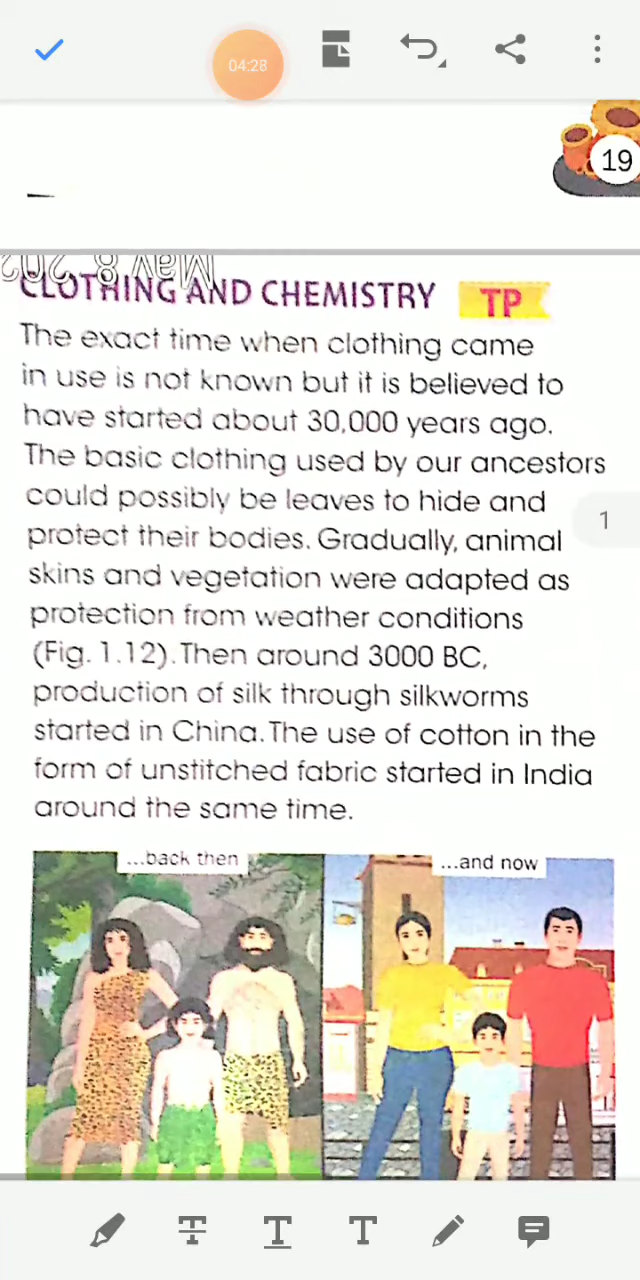 04:28
19
May 8, 202
CLOTHING AND CHEMISTRY TP
The exact time when clothing came
in use is not known but it is believed to
have started about 30,000 years ago.
The basic clothing used by our ancestors
could possibly be leaves to hide and
protect their bodies. Gradually, animal
1
skins and vegetation were adapted as
protection from weather conditions
(Fig. 1.12). Then around 3000 BC,
production of silk through silkworms
started in China. The use of cotton in the
form of unstitched fabric started in India
around the same time.
...back then
...and now
T T T